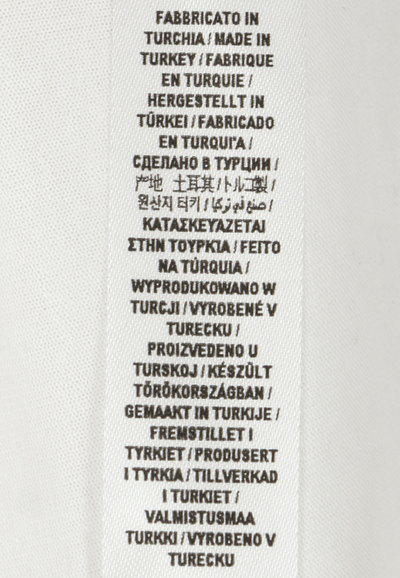 FABBRICATO IN
TURCHIA / MADE IN
TURKEY / FABRIQUE
EN TURQUIE /
HERGESTELLT IN
TÜRKEI / FABRICADO
EN TURQUI'A /
СДЕЛАНО В ТУРЦИИ /
产地 土耳其 / トルコ製 /
원산지 터키 / صنع في تركيا /
ΚΑΤΑΣΚΕΥΑΖΕΤΑΙ
ΣΤΗΝ ΤΟΥΡΚΊΑ / FEITO
NA TÚRQUIA /
WYPRODUKOWANO W
TURCJI / VYROBENÉ V
TURECKU /
PROIZVEDENO U
TURSKOJ / KÉSZÜLT
TÖRÖKORSZÁGBAN /
GEMAAKT IN TURKIJE /
FREMSTILLET I
TYRKIET / PRODUSERT
I TYRKIA / TILLVERKAD
I TURKIET /
VALMISTUSMAA
TURKKI / VYROBENO V
TURECKU